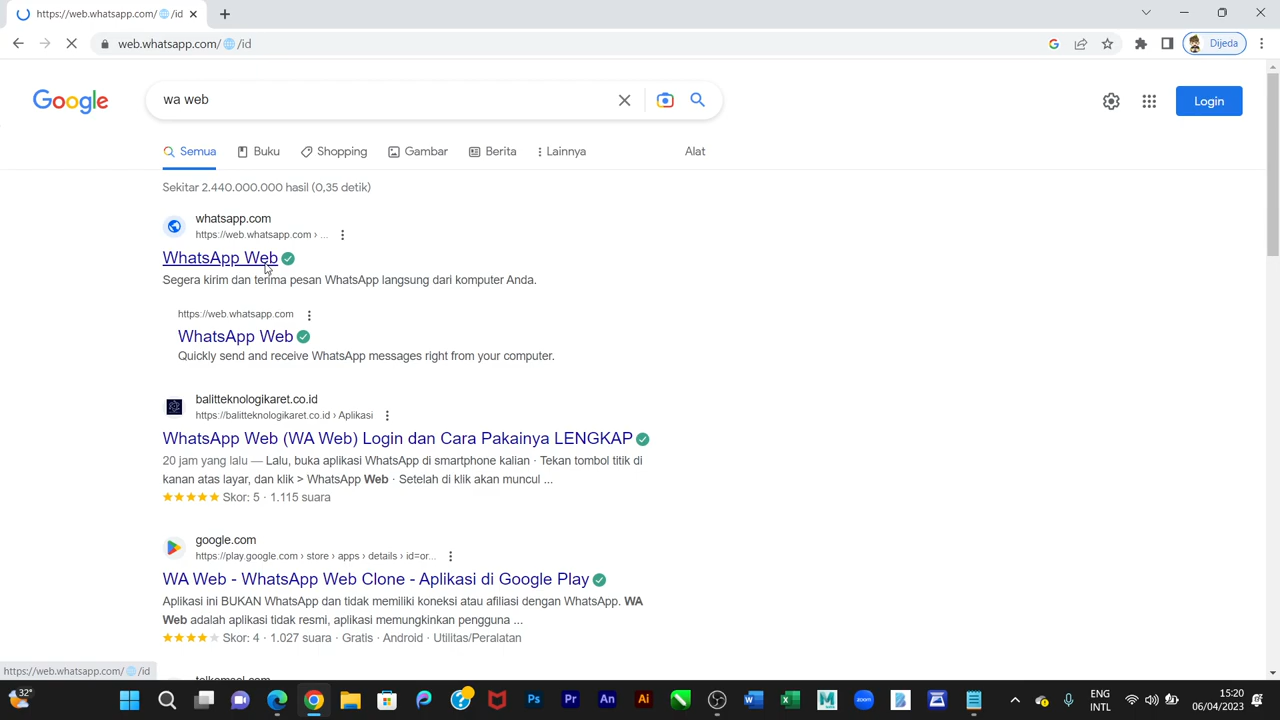 https://web.whatsapp.com/🌐/id
web.whatsapp.com/🌐/id
Dijeda
Google
wa web
Login
Semua
Buku
Shopping
Gambar
Berita
Lainnya
Alat
Sekitar 2.440.000.000 hasil (0,35 detik)
whatsapp.com
https://web.whatsapp.com › ...
WhatsApp Web
Segera kirim dan terima pesan WhatsApp langsung dari komputer Anda.
https://web.whatsapp.com
WhatsApp Web
Quickly send and receive WhatsApp messages right from your computer.
balitteknologikaret.co.id
https://balitteknologikaret.co.id › Aplikasi
WhatsApp Web (WA Web) Login dan Cara Pakainya LENGKAP
20 jam yang lalu — Lalu, buka aplikasi WhatsApp di smartphone kalian · Tekan tombol titik di
kanan atas layar, dan klik > WhatsApp Web · Setelah di klik akan muncul ...
Skor: 5 · 1.115 suara
google.com
https://play.google.com › store › apps › details › id=or...
WA Web - WhatsApp Web Clone - Aplikasi di Google Play
Aplikasi ini BUKAN WhatsApp dan tidak memiliki koneksi atau afiliasi dengan WhatsApp. WA
Web adalah aplikasi tidak resmi, aplikasi memungkinkan pengguna ...
Skor: 4 · 1.027 suara · Gratis · Android · Utilitas/Peralatan
https://web.whatsapp.com/🌐/id
32°
Ps
Pr
An
Ai
zoom
ENG
INTL
15:20
06/04/2023